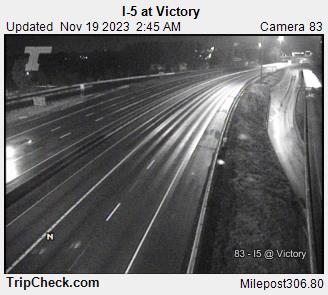 I-5 at Victory
Updated Nov 19 2023 2:45 AM Camera 83
T
N
83 - I5 @ Victory
TripCheck.com Milepost306.80